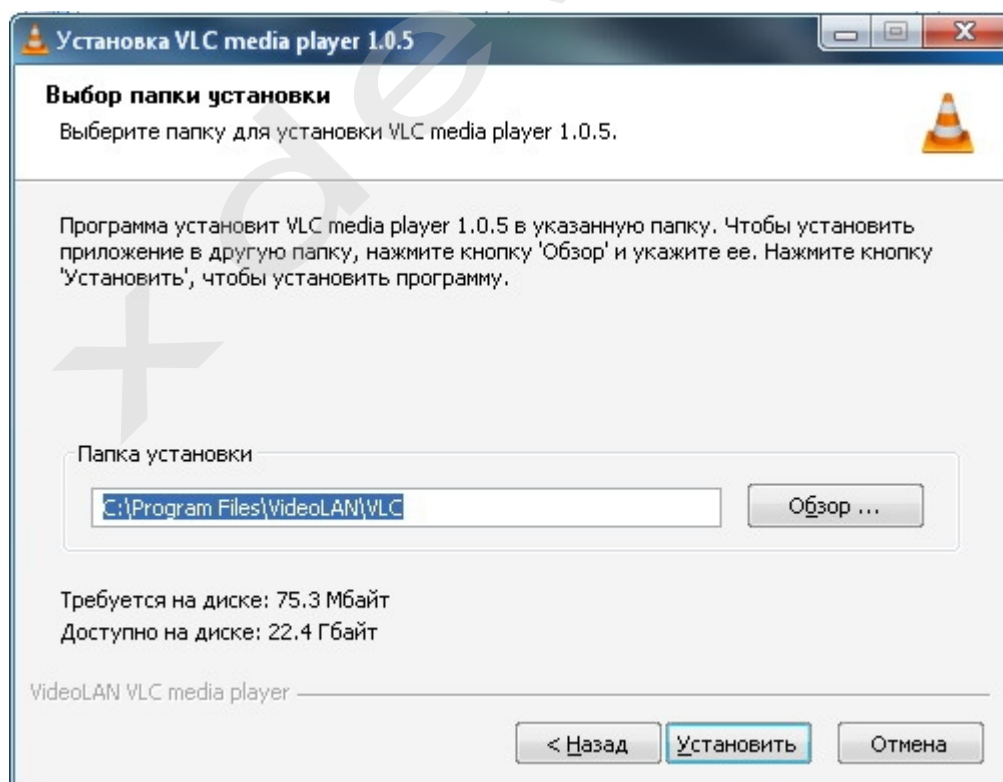 Установка VLC media player 1.0.5
Выбор папки установки
Выберите папку для установки VLC media player 1.0.5.
Программа установит VLC media player 1.0.5 в указанную папку. Чтобы установить
приложение в другую папку, нажмите кнопку 'Обзор' и укажите ее. Нажмите кнопку
'Установить', чтобы установить программу.
Папка установки
C:\Program Files\VideoLAN\VLC
Обзор ...
Требуется на диске: 75.3 Мбайт
Доступно на диске: 22.4 Гбайт
VideoLAN VLC media player
< Назад
Установить
Отмена